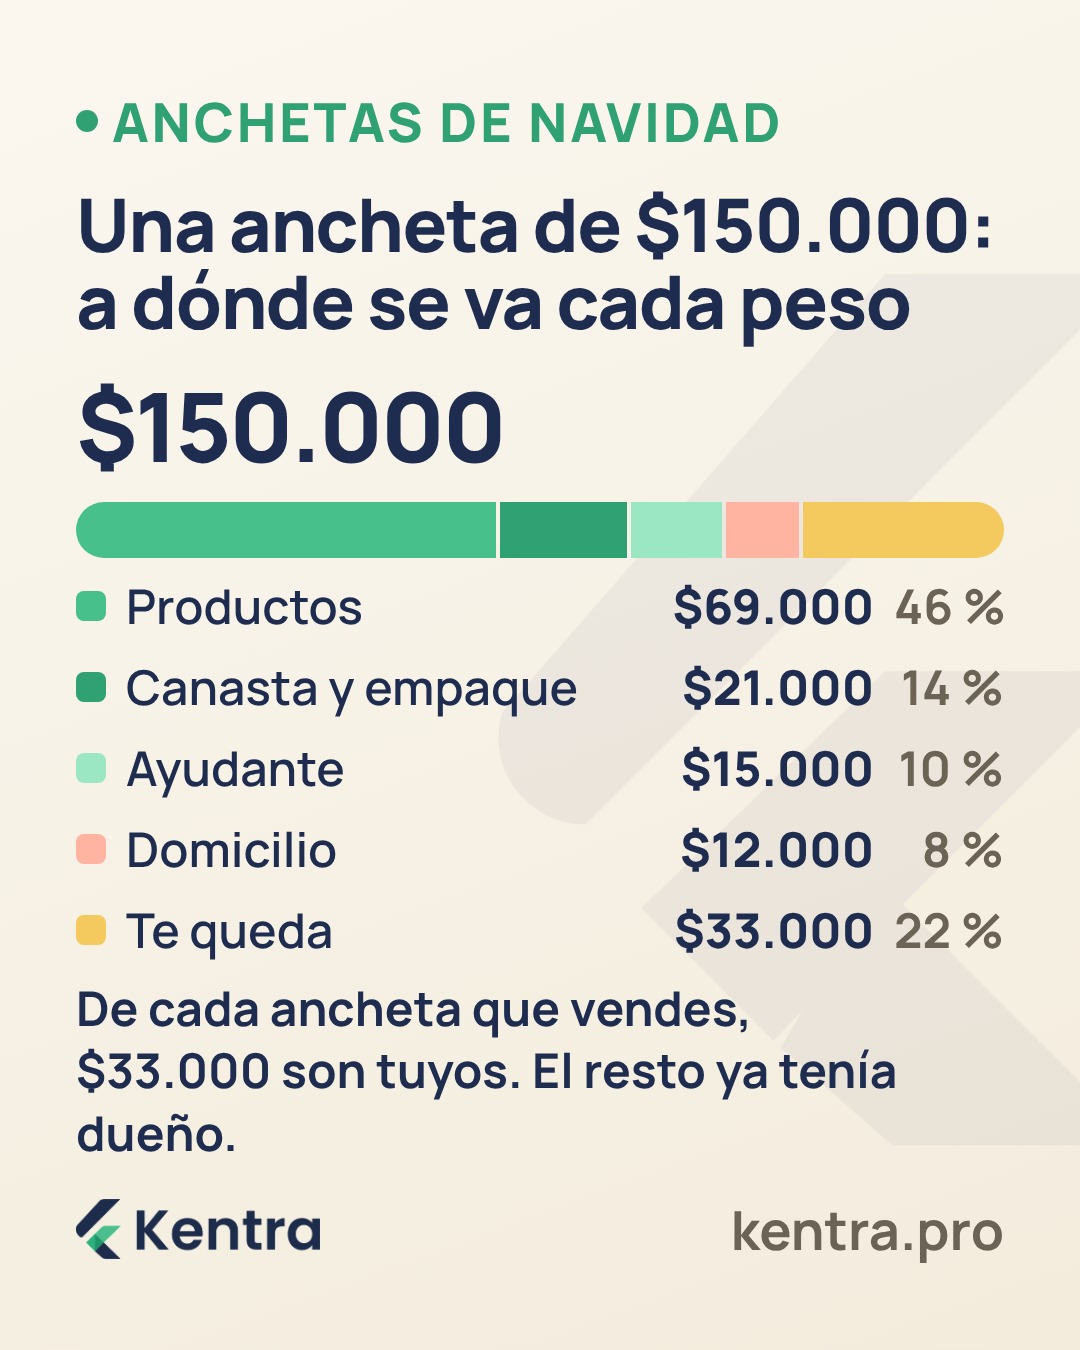 ANCHETAS DE NAVIDAD
Una ancheta de $150.000:
a dónde se va cada peso
$150.000
Productos $69.000 46 %
Canasta y empaque $21.000 14 %
Ayudante $15.000 10 %
Domicilio $12.000 8 %
Te queda $33.000 22 %
De cada ancheta que vendes,
$33.000 son tuyos. El resto ya tenía
dueño.
Kentra kentra.pro